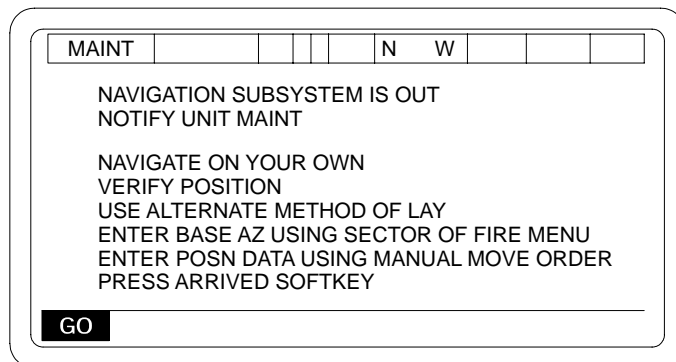 MAINT N W
NAVIGATION SUBSYSTEM IS OUT
NOTIFY UNIT MAINT
NAVIGATE ON YOUR OWN
VERIFY POSITION
USE ALTERNATE METHOD OF LAY
ENTER BASE AZ USING SECTOR OF FIRE MENU
ENTER POSN DATA USING MANUAL MOVE ORDER
PRESS ARRIVED SOFTKEY
GO